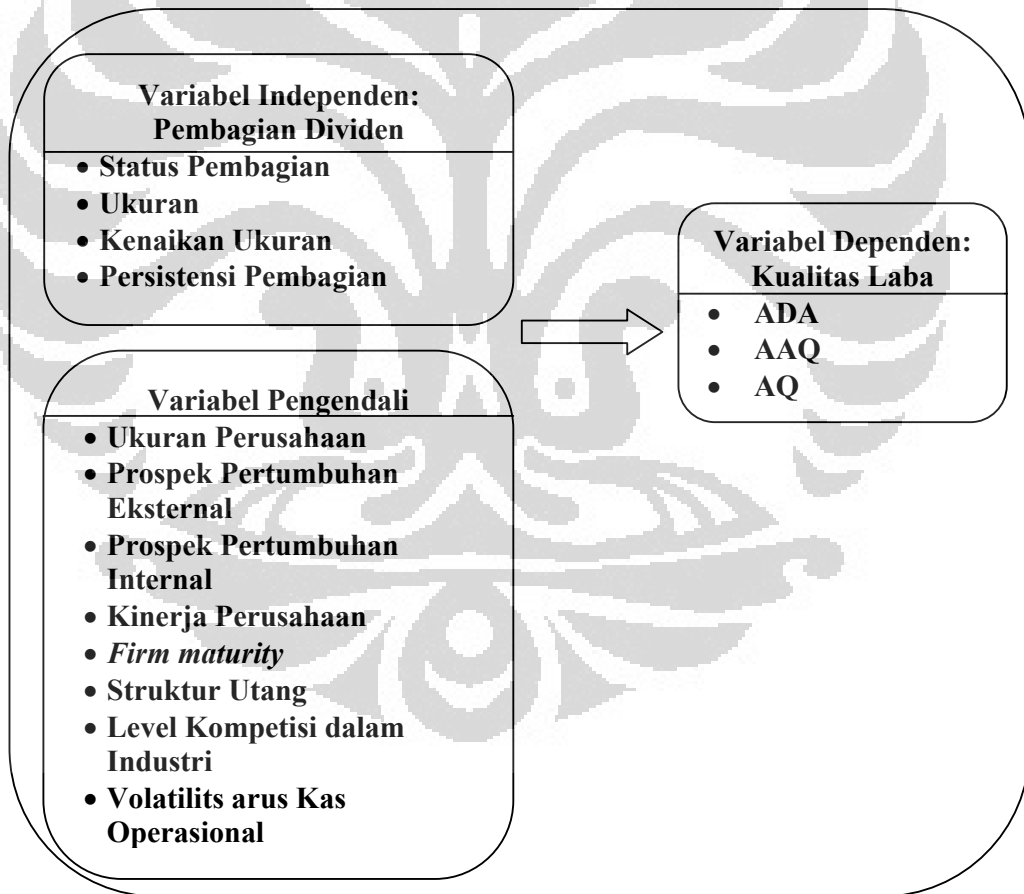 Variabel Independen:
Pembagian Dividen
• Status Pembagian
• Ukuran
• Kenaikan Ukuran
• Persistensi Pembagian
Variabel Dependen:
Kualitas Laba
• ADA
• AAQ
• AQ
Variabel Pengendali
• Ukuran Perusahaan
• Prospek Pertumbuhan
Eksternal
• Prospek Pertumbuhan
Internal
• Kinerja Perusahaan
• Firm maturity
• Struktur Utang
• Level Kompetisi dalam
Industri
• Volatilits arus Kas
Operasional